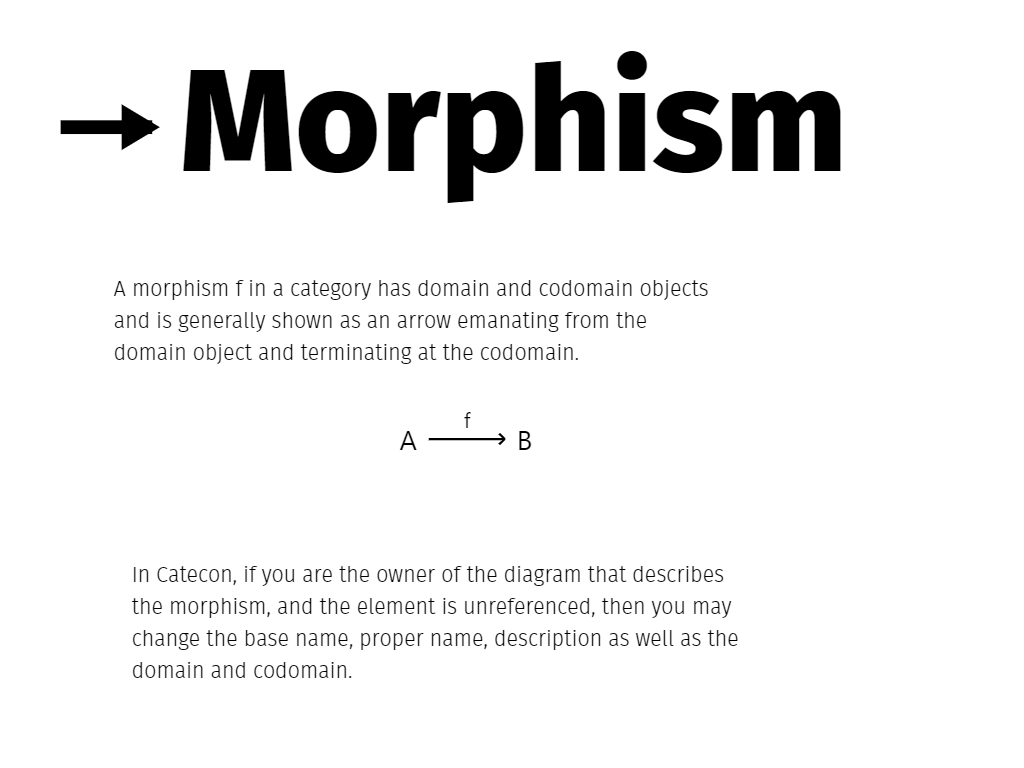 Morphism
A morphism f in a category has domain and codomain objects
and is generally shown as an arrow emanating from the
domain object and terminating at the codomain.
f
A B
In Catecon, if you are the owner of the diagram that describes
the morphism, and the element is unreferenced, then you may
change the base name, proper name, description as well as the
domain and codomain.